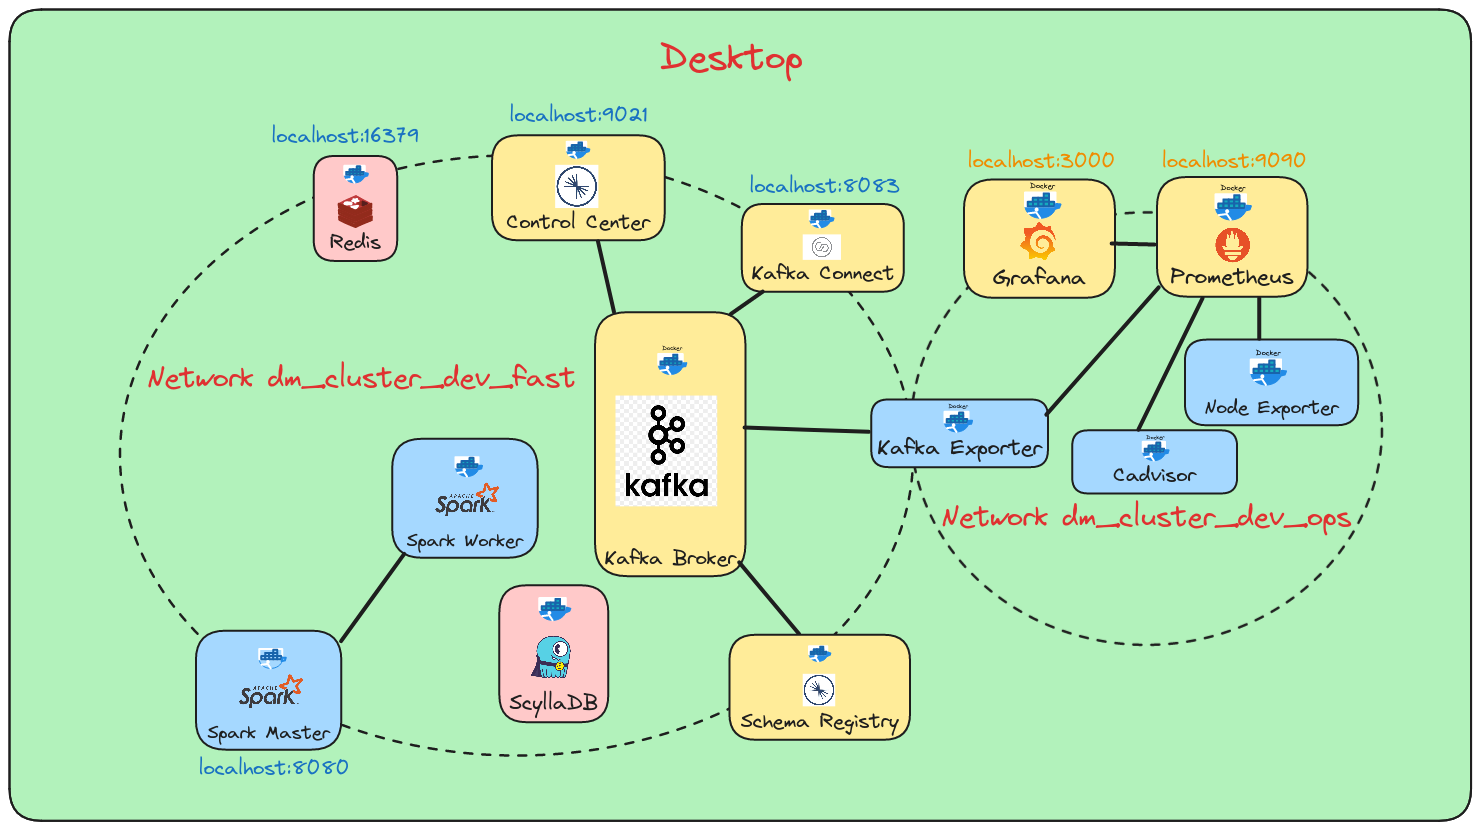 Desktop
localhost:9021
localhost:16379
Redis
Control Center
localhost:8083
Kafka Connect
localhost:3000
Docker
Grafana
localhost:9090
Docker
Prometheus
Network dm_cluster_dev_fast
Docker
kafka
Kafka Broker
Docker
Kafka Exporter
Docker
Node Exporter
Docker
Cadvisor
Network dm_cluster_dev_ops
APACHE
Spark
Spark Worker
ScyllaDB
Schema Registry
APACHE
Spark
Spark Master
localhost:8080